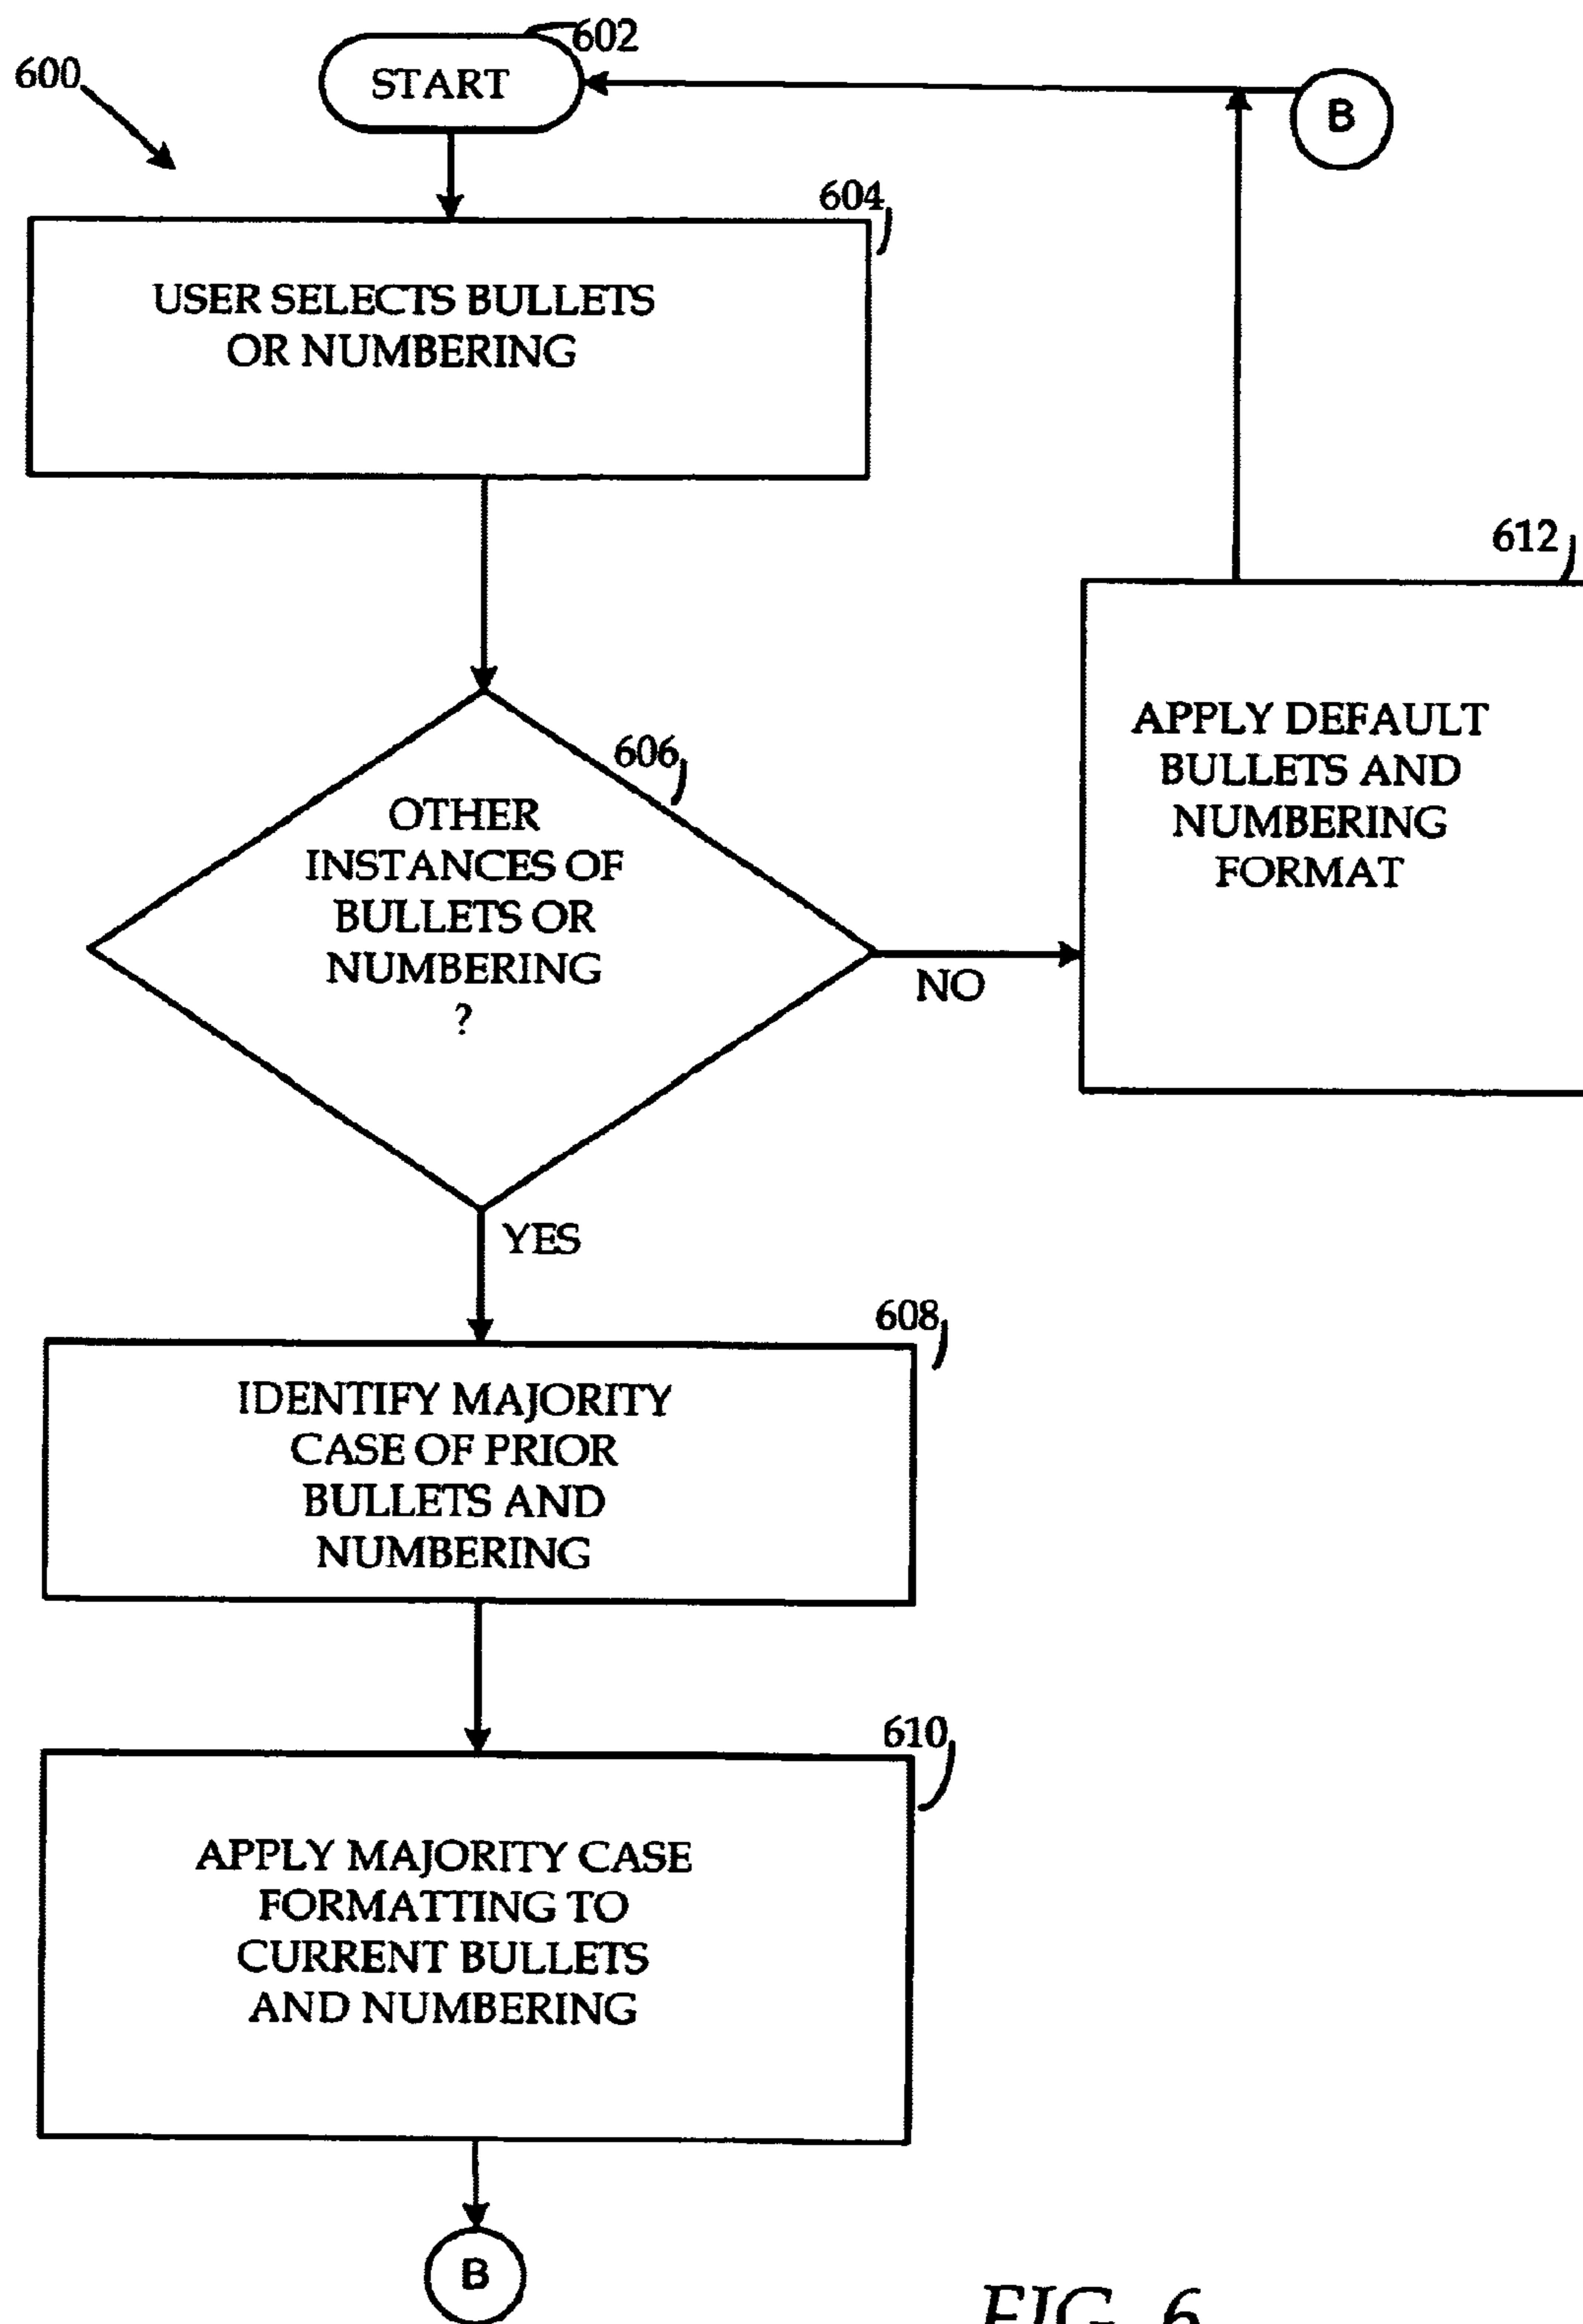 602
600
START
B
604
USER SELECTS BULLETS
OR NUMBERING
612
APPLY DEFAULT
BULLETS AND
NUMBERING
FORMAT
606
OTHER
INSTANCES OF
BULLETS OR
NUMBERING
?
NO
YES
608
IDENTIFY MAJORITY
CASE OF PRIOR
BULLETS AND
NUMBERING
610
APPLY MAJORITY CASE
FORMATTING TO
CURRENT BULLETS
AND NUMBERING
B
FIG. 6